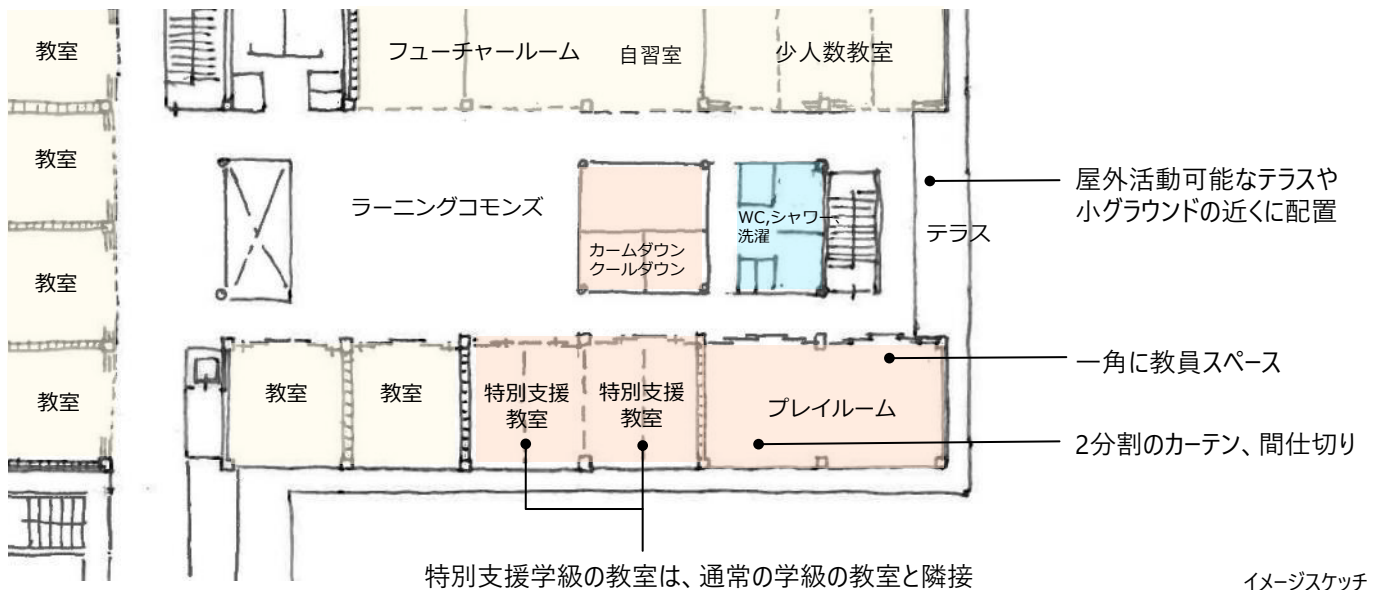 教室
フューチャールーム
自習室
少人数教室
教室
ラーニングコモンズ
カームダウン
クールダウン
WC,シャワー、
洗濯
テラス
屋外活動可能なテラスや
小グラウンドの近くに配置
教室
教室
教室
教室
特別支援
教室
特別支援
教室
プレイルーム
一角に教員スペース
2分割のカーテン、間仕切り
特別支援学級の教室は、通常の学級の教室と隣接
イメージスケッチ